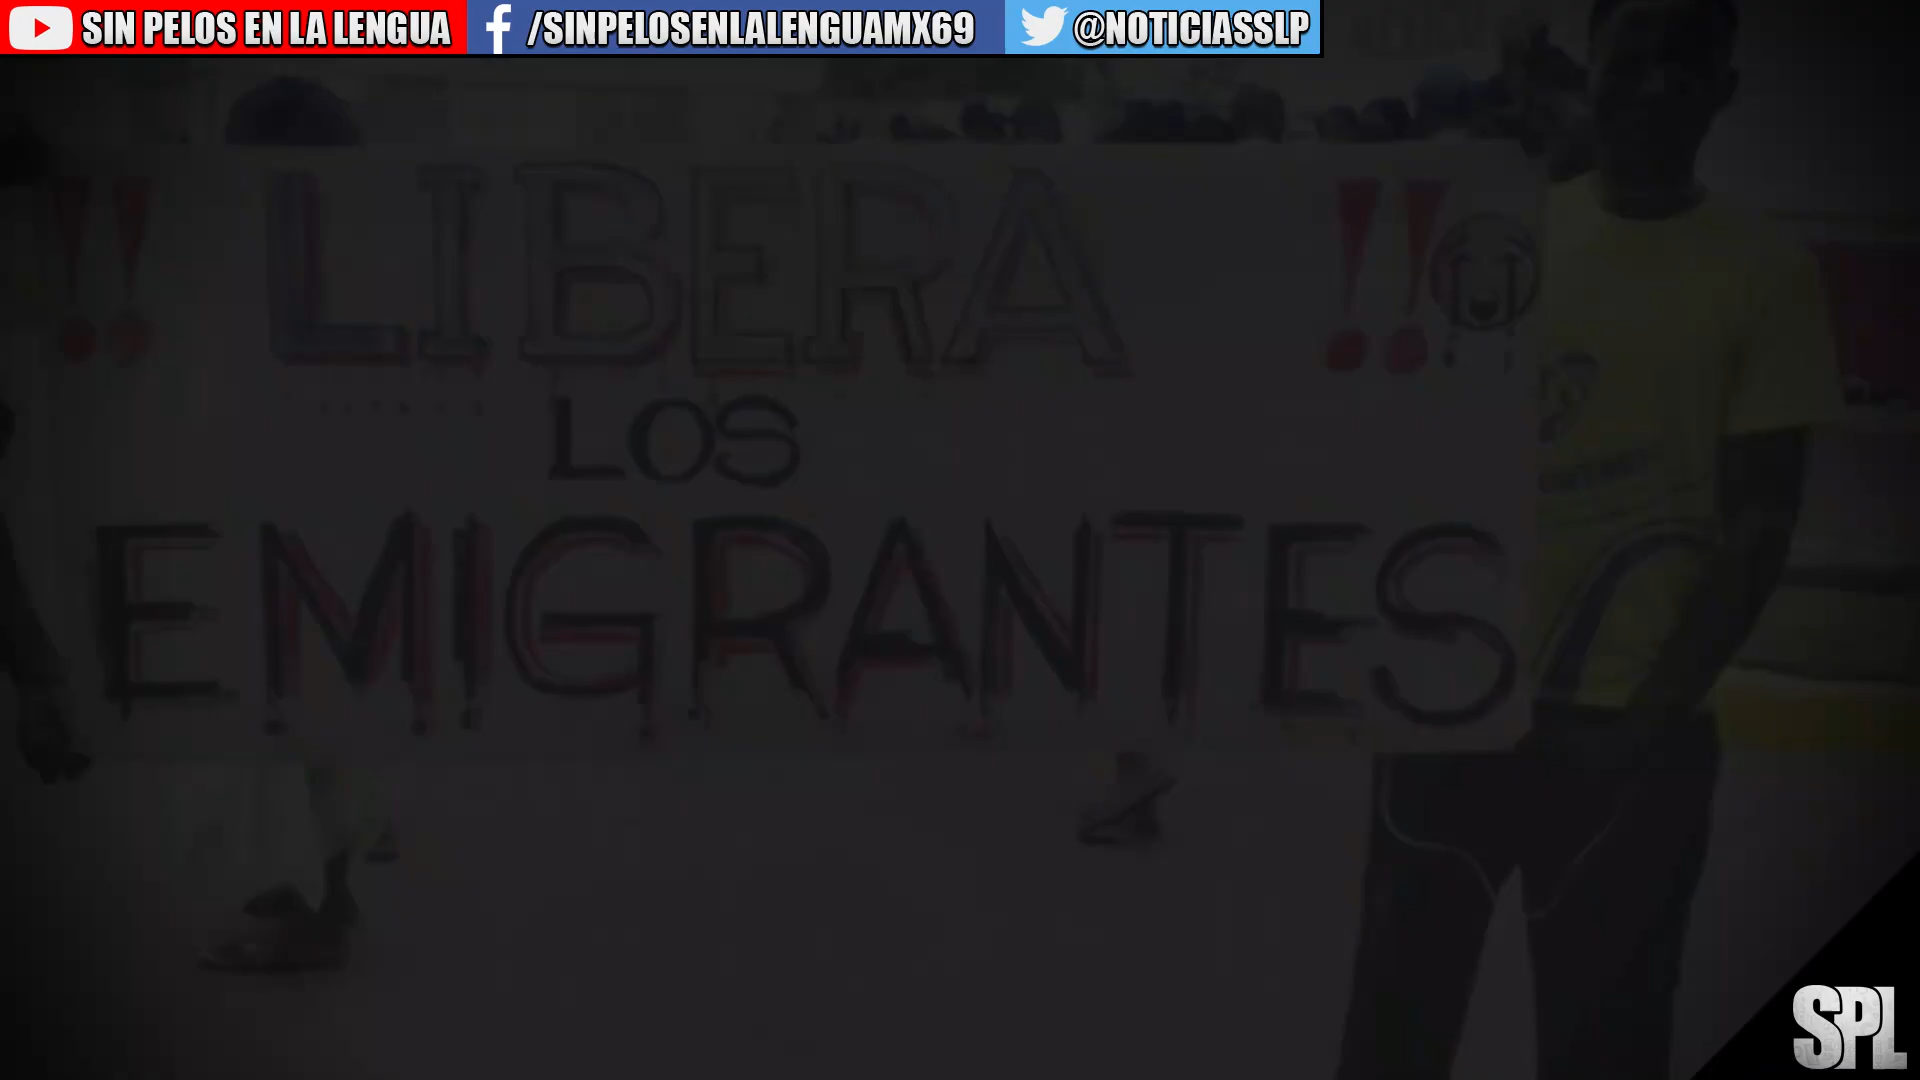 SIN PELOS EN LA LENGUA
/SINPELOSENLALENGUAMX69
@NOTICIASSLP
!! LIBERA !!
LOS
EMIGRANTES
SPL